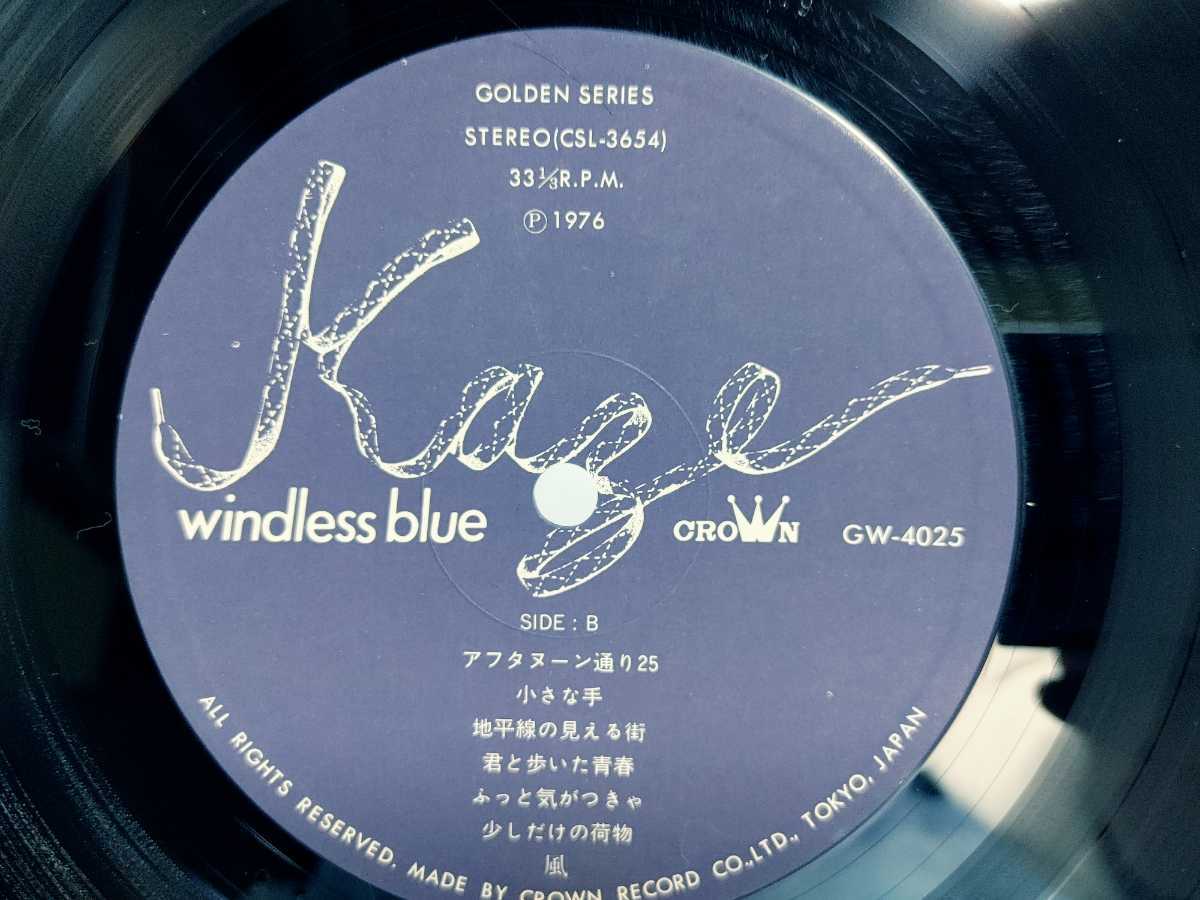 GOLDEN SERIES
STEREO(CSL-3654)
33⅓R.P.M.
Ⓟ1976
Kaze
windless blue
CROWN
GW-4025
SIDE : B
アフタヌーン通り25
小さな手
地平線の見える街
君と歩いた青春
ふっと気がつきゃ
少しだけの荷物
風
ALL RIGHTS RESERVED. MADE BY CROWN RECORD CO.,LTD., TOKYO, JAPAN